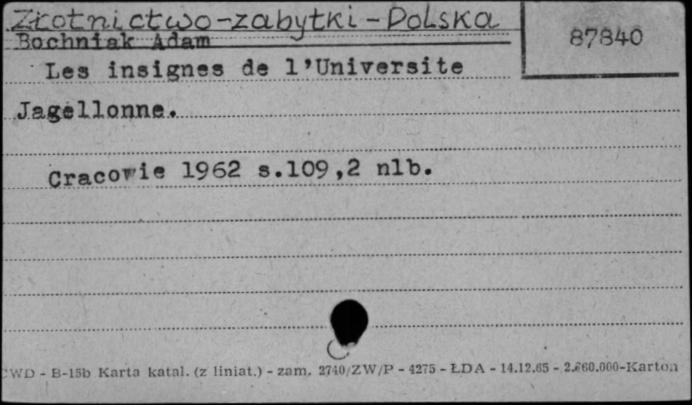 Złotnictwo-zabytki-Polska
87840
Bochniak Adam
Les insignes de l'Universite
Jagellonne.
Cracovie 1962 s.109,2 nlb.
CWD - B-15b Karta katal. (z liniat.) - zam. 2740/ZW/P - 4275 - ŁDA - 14.12.65 - 2.860.000-Karton